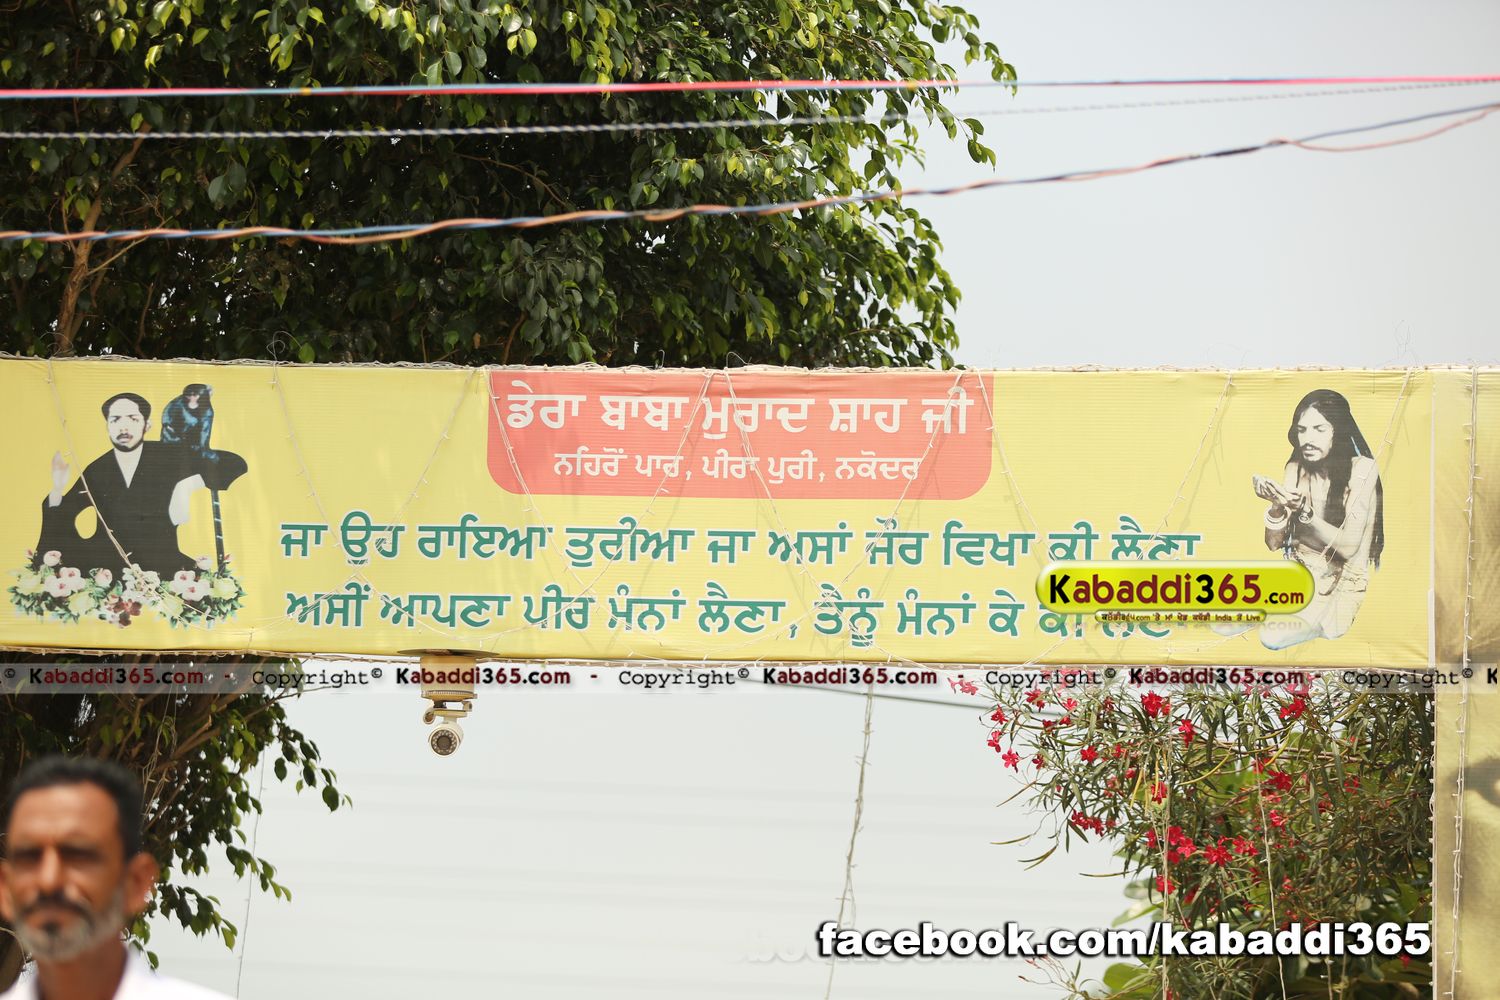 ਡੇਰਾ ਬਾਬਾ ਮੁਰਾਦ ਸ਼ਾਹ ਜੀ
ਨਹਿਰੋਂ ਪਾਰ, ਪੀਰਾ ਪੁਰੀ, ਨਕੋਦਰ
ਜਾ ਉਹ ਰਾਇਆ ਤੁਰੀਆ ਜਾ ਅਸਾਂ ਜੋਰ ਵਿਖਾ ਕੀ ਲੈਣਾ
ਅਸੀਂ ਆਪਣਾ ਪੀਰ ਮੰਨਾਂ ਲੈਣਾ, ਤੈਨੂੰ ਮੰਨਾਂ ਕੇ
Kabaddi365.com
© Kabaddi365.com - Copyright© Kabaddi365.com - Copyright© Kabaddi365.com - Copyright© Kabaddi365.com - Copyright© K
facebook.com/kabaddi365